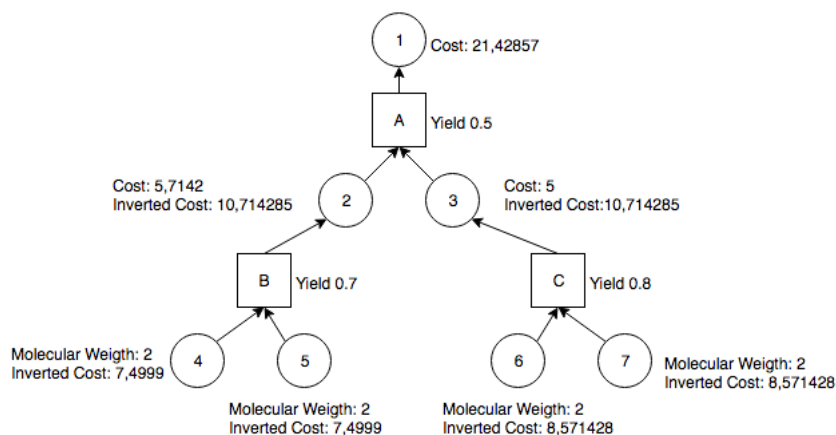 1
Cost: 21,42857
A
Yield 0.5
Cost: 5,7142
Inverted Cost: 10,714285
2
3
Cost: 5
Inverted Cost:10,714285
B
Yield 0.7
C
Yield 0.8
Molecular Weigth: 2
Inverted Cost: 7,4999
4
5
6
7
Molecular Weigth: 2
Inverted Cost: 8,571428
Molecular Weigth: 2
Inverted Cost: 7,4999
Molecular Weigth: 2
Inverted Cost: 8,571428